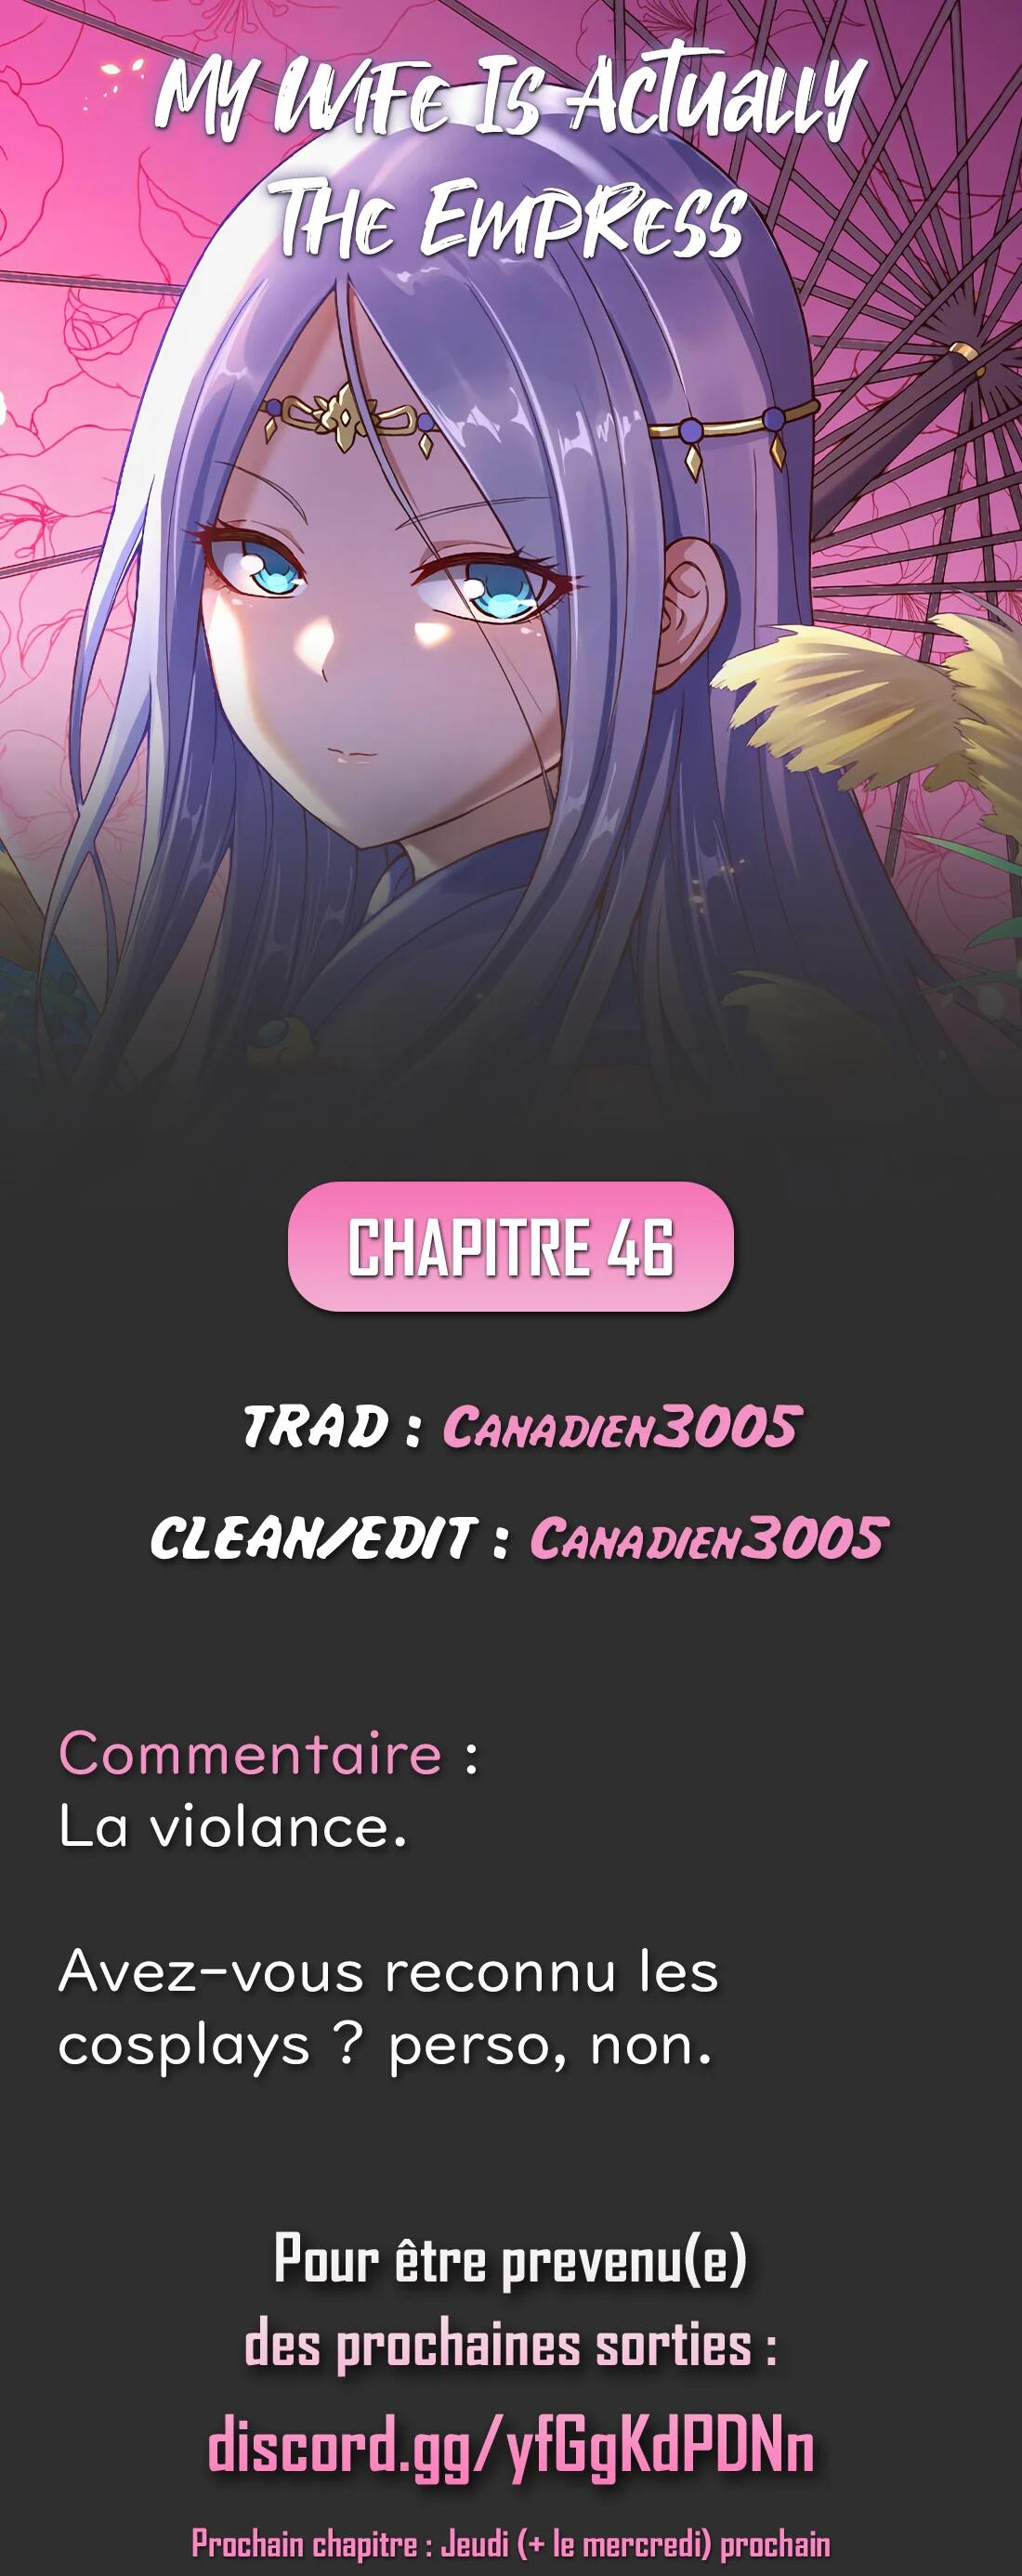 My Wife Is Actually
The Empress
CHAPITRE 46
TRAD : Canadien3005
CLEAN/EDIT : Canadien3005
Commentaire :
La violance.
Avez-vous reconnu les
cosplays ? perso, non.
Pour être prevenu(e)
des prochaines sorties :
discord.gg/yfGgKdPDNn
Prochain chapitre : Jeudi (+ le mercredi) prochain